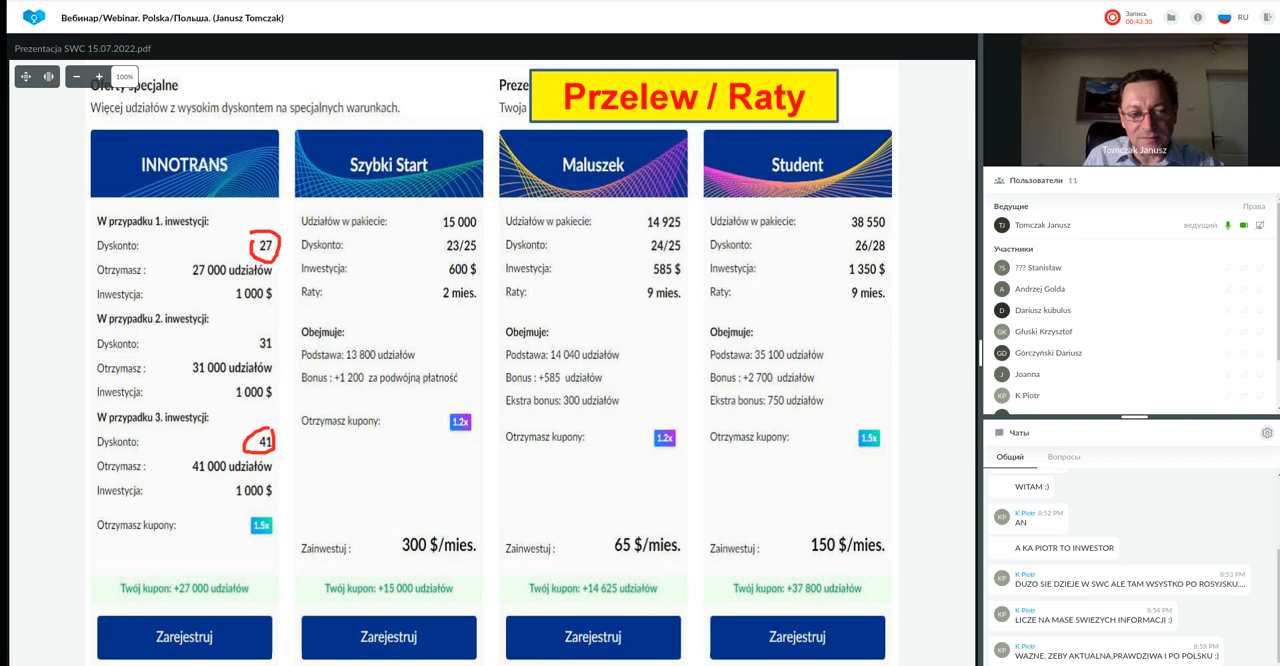 Вебинар/Webinar. Polska/Польша. (Janusz Tomczak)
Запись
00:43:30
RU
Prezentacja SWC 15.07.2022.pdf
100%
Oferty specjalne
Więcej udziałów z wysokim dyskontem na specjalnych warunkach.
Preze
Twoja
Przelew / Raty
INNOTRANS
W przypadku 1. inwestycji:
Dyskonto: 27
Otrzymasz : 27 000 udziałów
Inwestycja: 1 000 $
W przypadku 2. inwestycji:
Dyskonto: 31
Otrzymasz : 31 000 udziałów
Inwestycja: 1 000 $
W przypadku 3. inwestycji:
Dyskonto: 41
Otrzymasz : 41 000 udziałów
Inwestycja: 1 000 $
Otrzymasz kupony: 1.5x
Twój kupon: +27 000 udziałów
Zarejestruj
Szybki Start
Udziałów w pakiecie: 15 000
Dyskonto: 23/25
Inwestycja: 600 $
Raty: 2 mies.
Obejmuje:
Podstawa: 13 800 udziałów
Bonus : +1 200 za podwójną płatność
Otrzymasz kupony: 1.2x
Zainwestuj : 300 $/mies.
Twój kupon: +15 000 udziałów
Zarejestruj
Maluszek
Udziałów w pakiecie: 14 925
Dyskonto: 24/25
Inwestycja: 585 $
Raty: 9 mies.
Obejmuje:
Podstawa: 14 040 udziałów
Bonus : +585 udziałów
Ekstra bonus: 300 udziałów
Otrzymasz kupony: 1.2x
Zainwestuj : 65 $/mies.
Twój kupon: +14 625 udziałów
Zarejestruj
Student
Udziałów w pakiecie: 38 550
Dyskonto: 26/28
Inwestycja: 1 350 $
Raty: 9 mies.
Obejmuje:
Podstawa: 35 100 udziałów
Bonus : +2 700 udziałów
Ekstra bonus: 750 udziałów
Otrzymasz kupony: 1.5x
Zainwestuj : 150 $/mies.
Twój kupon: +37 800 udziałów
Zarejestruj
Tomczak Janusz
Пользователи 11
Ведущие Права
TJ Tomczak Janusz ведущий
Участники
?S ??? Stanisław
A Andrzej Golda
D Dariusz kubulus
GK Głuski Krzysztof
GD Górczyński Dariusz
J Joanna
KP K Piotr
Чаты
Общий Вопросы
WITAM :)
KP K Piotr 8:52 PM
AN
A KA PIOTR TO INWESTOR
KP K Piotr 8:53 PM
DUZO SIE DZIEJE W SWC ALE TAM WSYSTKO PO ROSYJSKU....
KP K Piotr 8:54 PM
LICZE NA MASE SWIEZYCH INFORMACJI :)
KP K Piotr 8:59 PM
WAZNE, ZEBY AKTUALNA,PRAWDZIWA I PO POLSKU :)